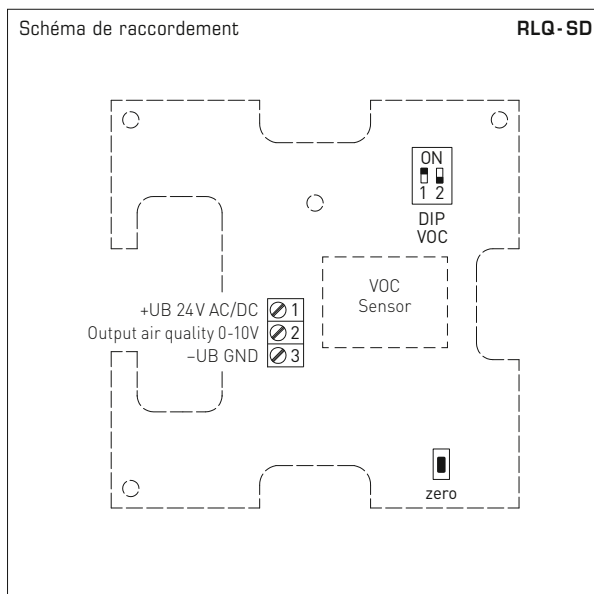 Schéma de raccordement
RLQ-SD
ON
1 2
DIP
VOC
VOC
Sensor
+UB 24V AC/DC 1
Output air quality 0-10V 2
–UB GND 3
zero